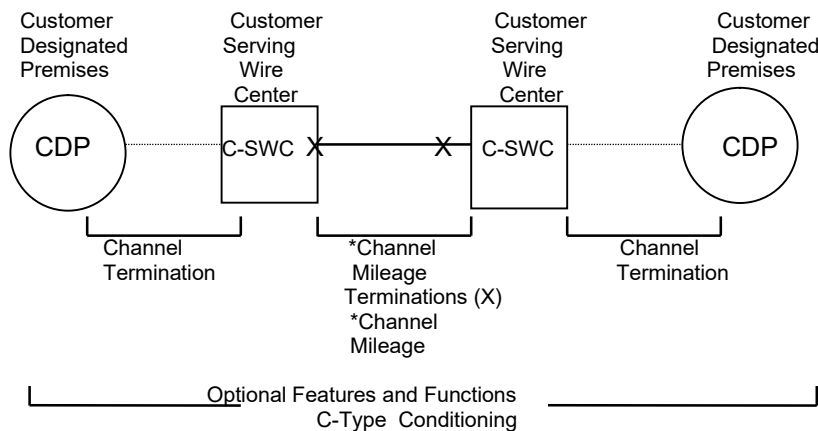 Customer
Designated
Premises
Customer
Serving
Wire
Center
Customer
Serving
Wire
Center
Customer
Designated
Premises
CDP
C-SWC
X
X
C-SWC
CDP
Channel
Termination
*Channel
Mileage
Terminations (X)
*Channel
Mileage
Channel
Termination
Optional Features and Functions
C-Type Conditioning